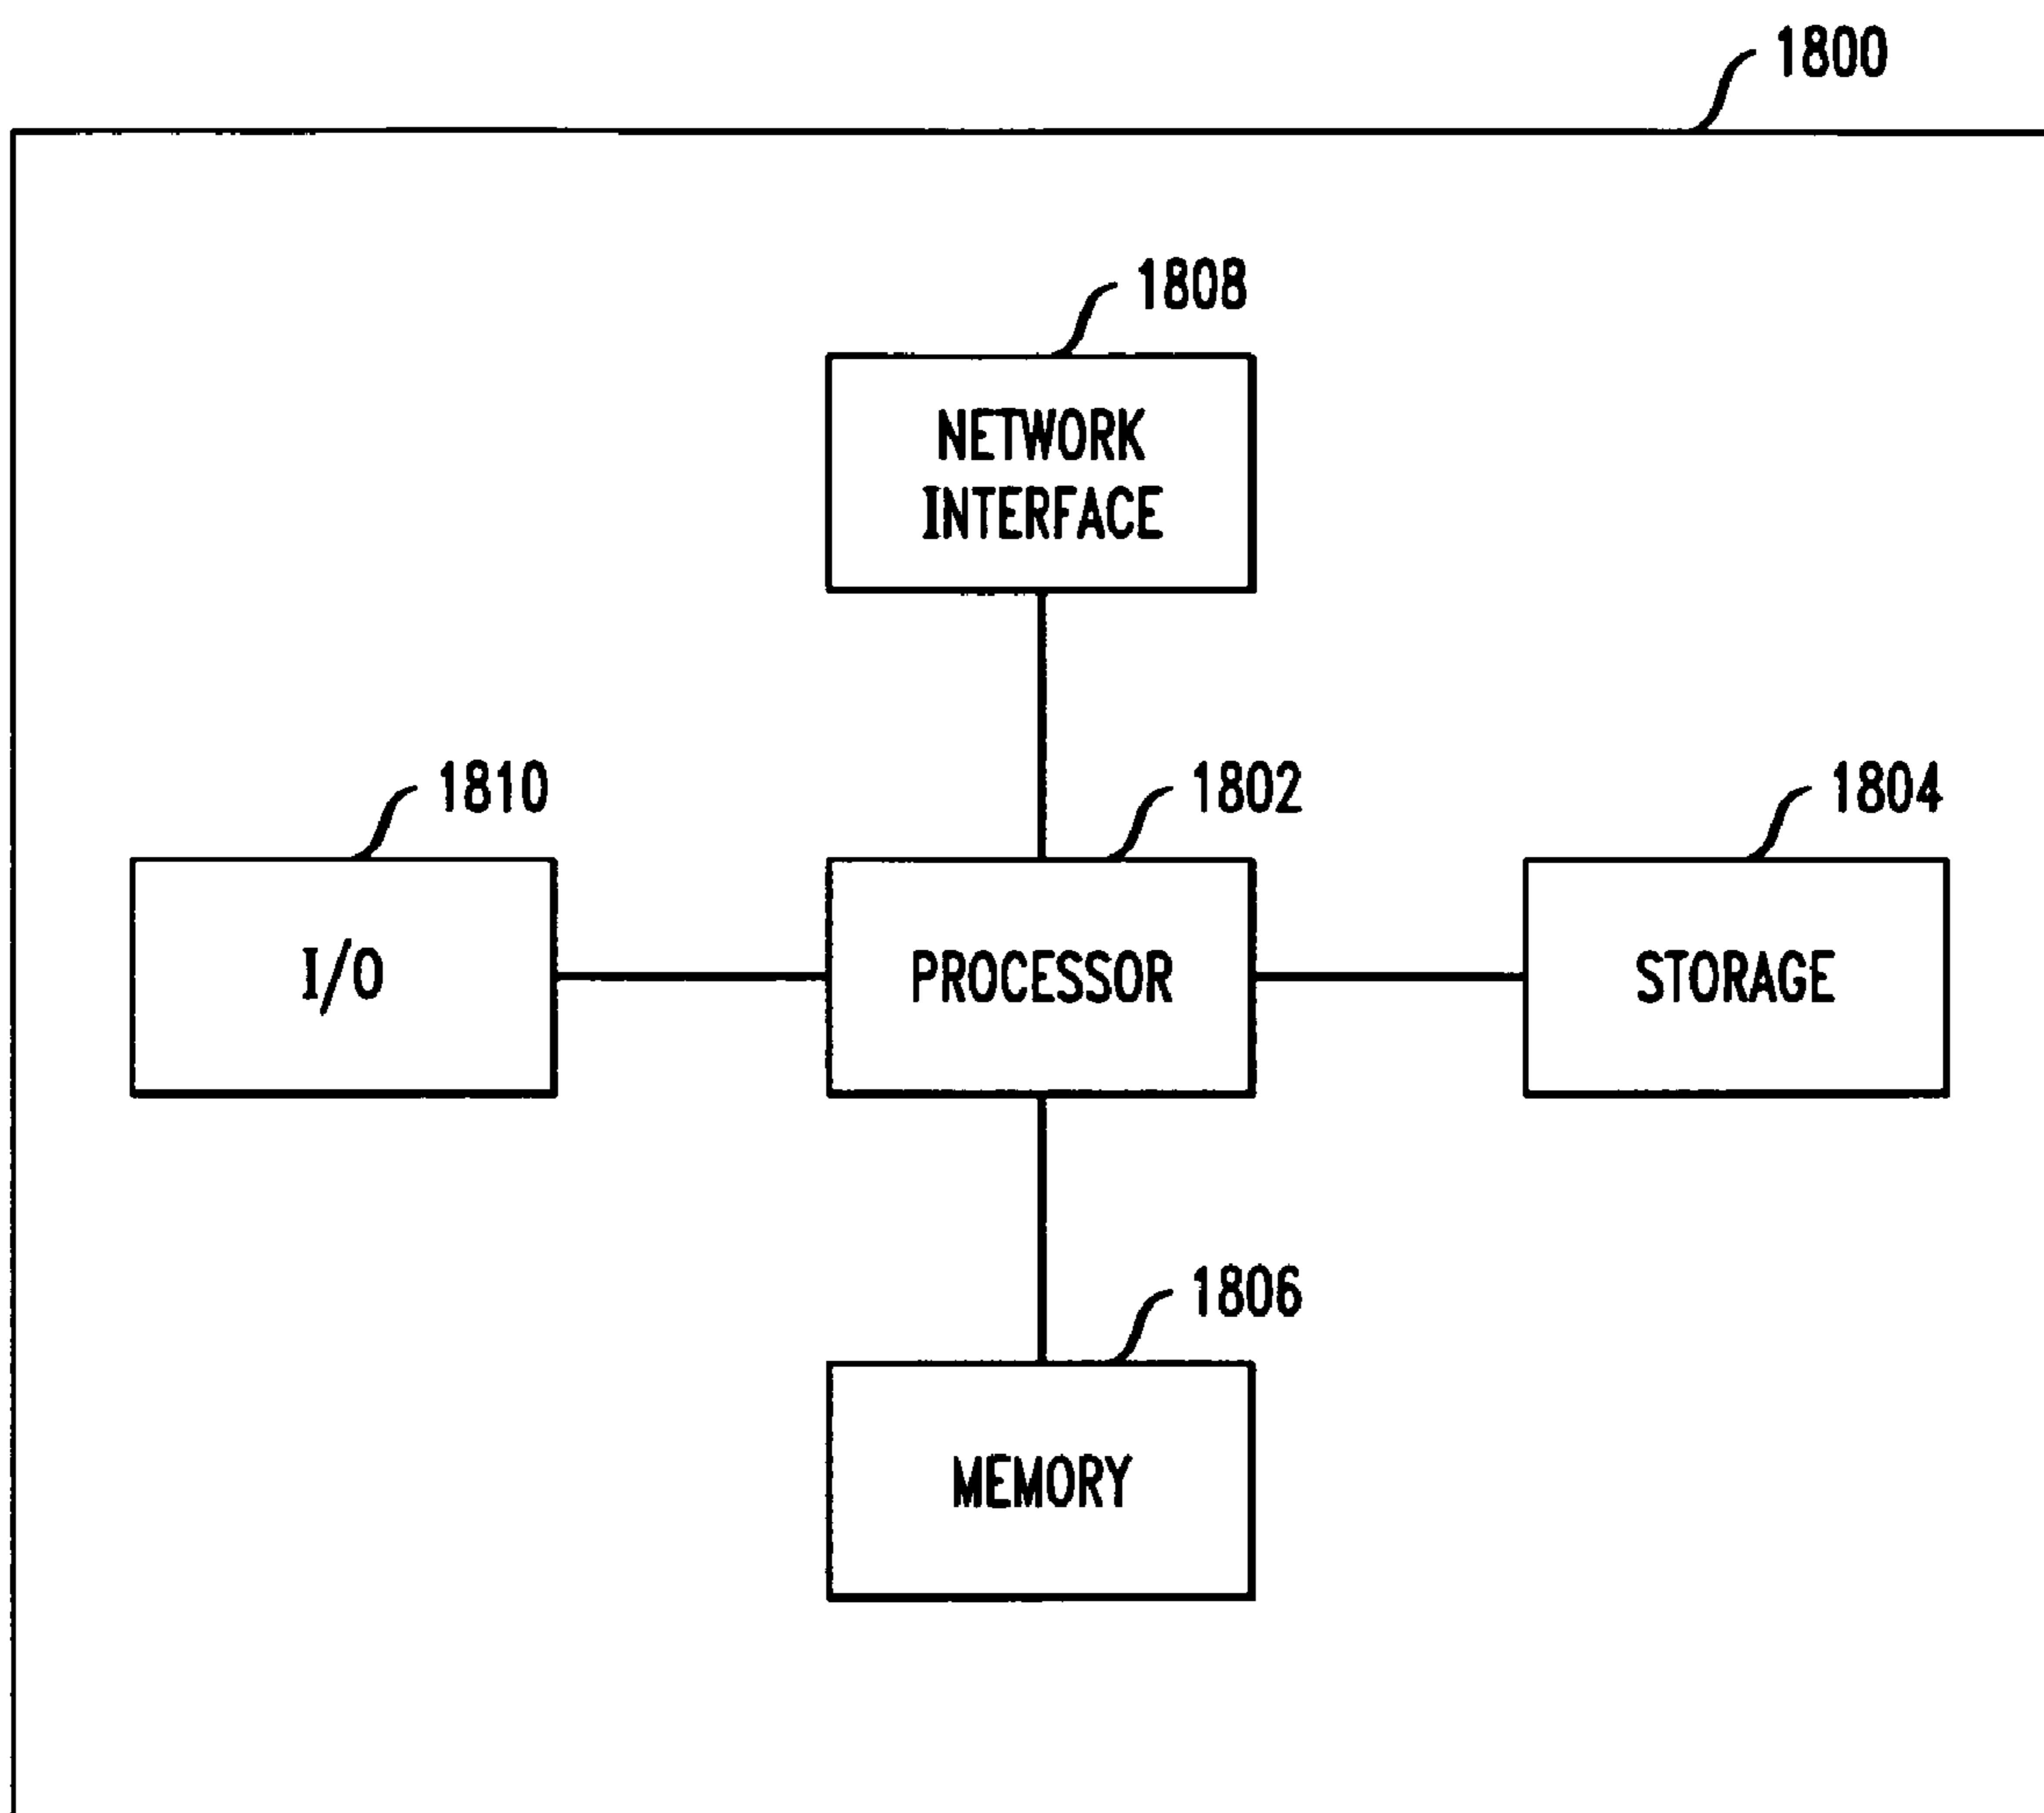 1800
1808
NETWORK
INTERFACE
1810
1802
1804
I/O
PROCESSOR
STORAGE
1806
MEMORY